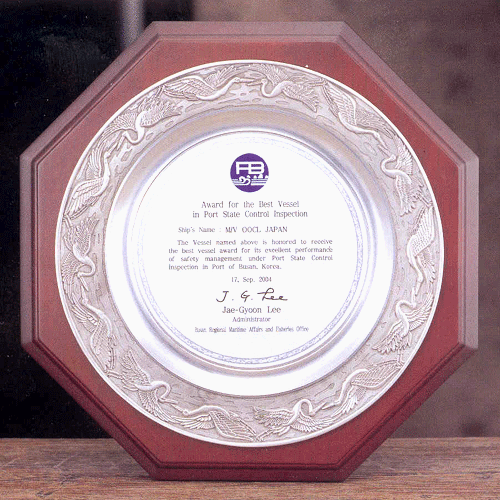 Award for the Best Vessel
in Port State Control Inspection
Ship's Name : M/V OOCL JAPAN
The Vessel named above is honored to receive
the best vessel award for its excellent performance
of safety management under Port State Control
Inspection in Port of Busan, Korea.
17, Sep. 2004
J. G. Lee
Jae-Gyoon Lee
Administrator
Busan Regional Maritime Affairs and Fisheries Office